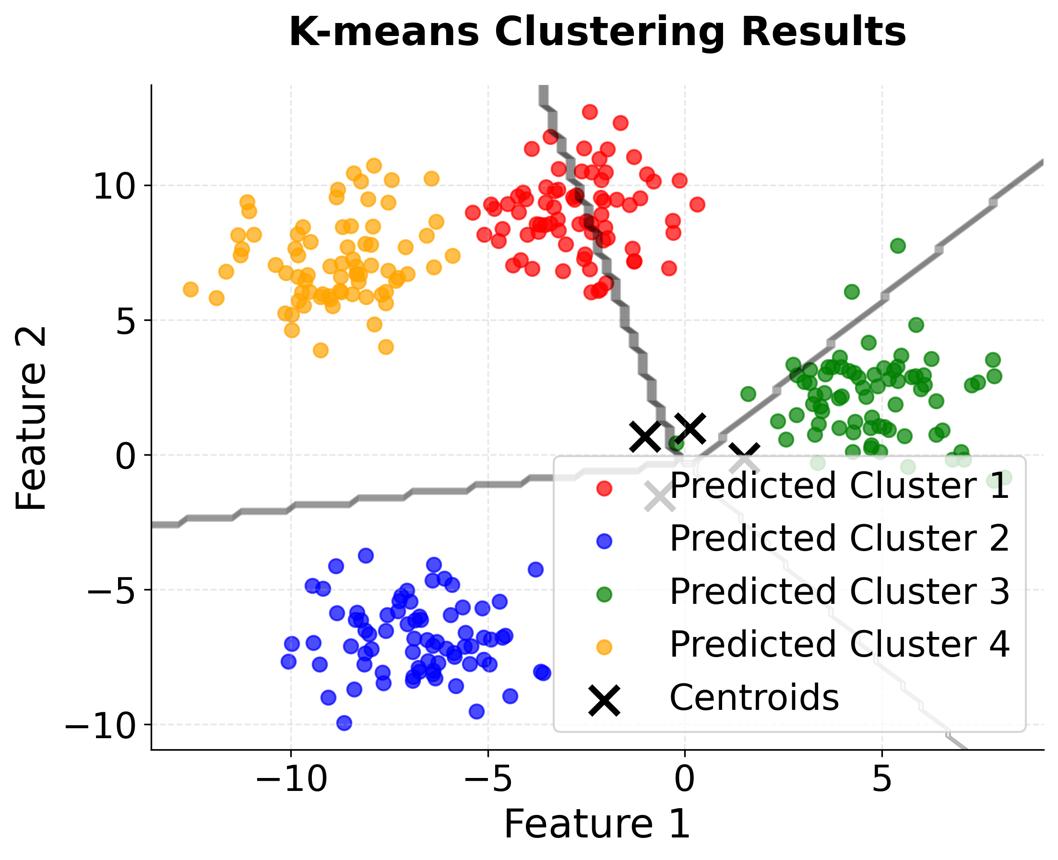 K-means Clustering Results
Feature 2
10
5
0
−5
−10
Predicted Cluster 1
Predicted Cluster 2
Predicted Cluster 3
Predicted Cluster 4
Centroids
−10
−5
0
5
Feature 1